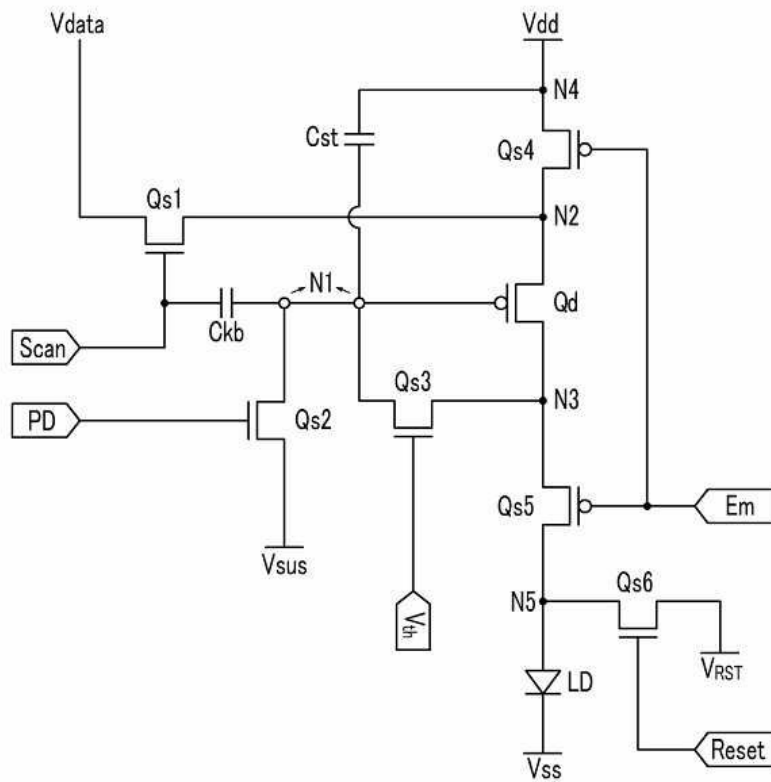 Vdata
Vdd
N4
Cst
Qs4
Qs1
N2
N1
Qd
Ckb
Scan
Qs3
N3
Qs2
PD
Qs5
Em
Vsus
Qs6
N5
Vth
VRST
LD
Reset
Vss